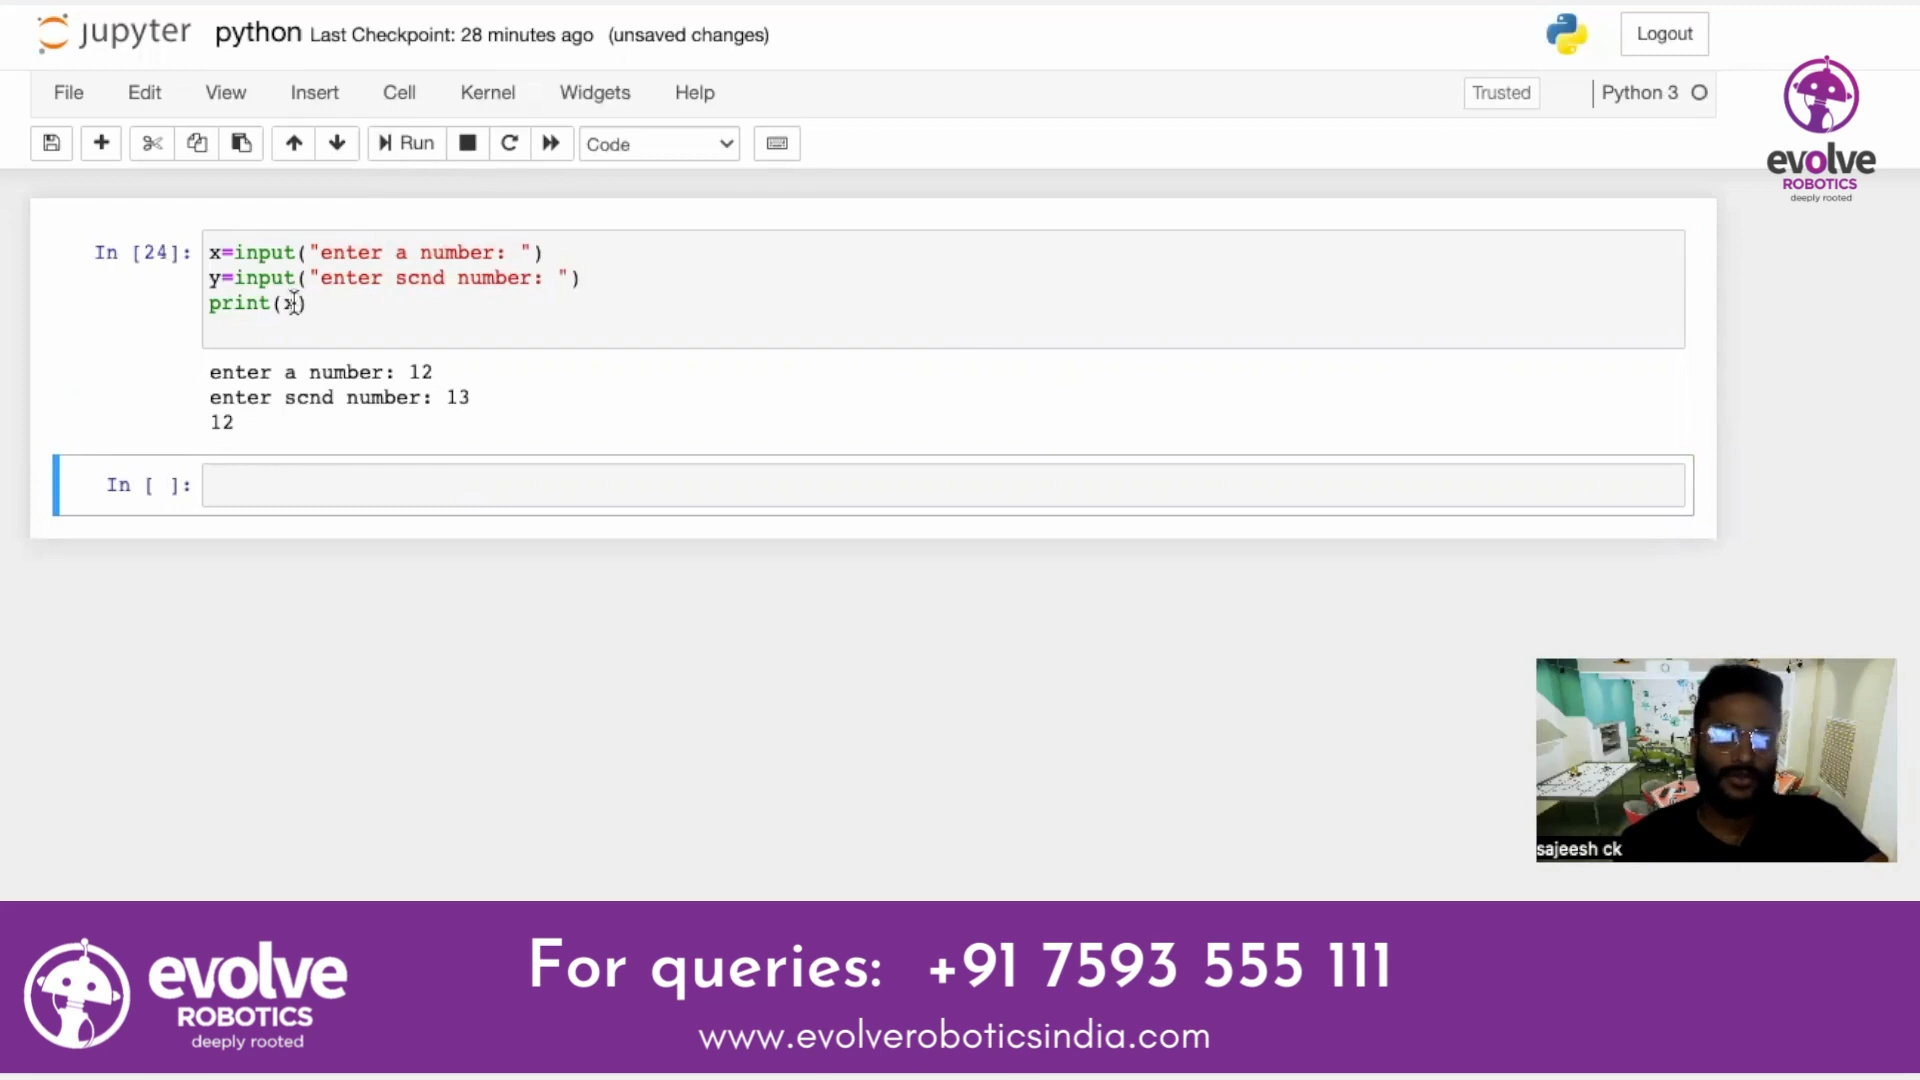 jupyter python Last Checkpoint: 28 minutes ago (unsaved changes) Logout
File Edit View Insert Cell Kernel Widgets Help Trusted Python 3
Run Code
evolve
ROBOTICS
deeply rooted
In [24]: x=input("enter a number: ")
y=input("enter scnd number: ")
print(x)
enter a number: 12
enter scnd number: 13
12
In [ ]:
sajeesh ck
evolve
ROBOTICS
deeply rooted
For queries: +91 7593 555 111
www.evolveroboticsindia.com